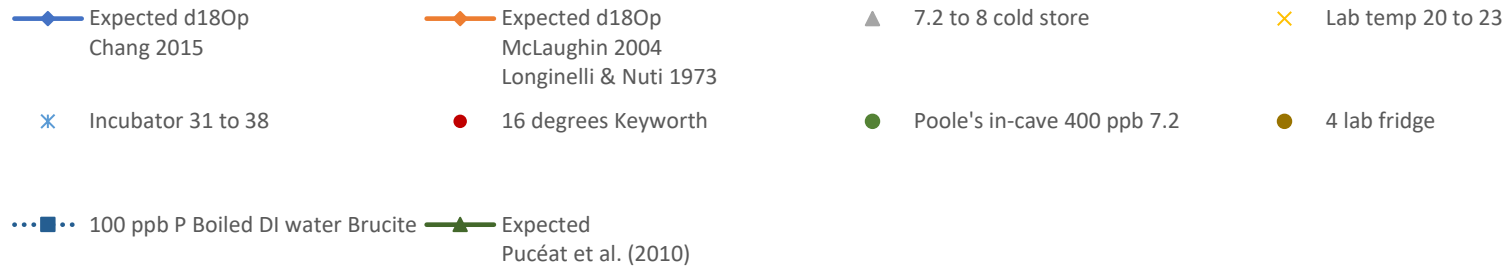 Expected d18Op
Chang 2015
Expected d18Op
McLaughin 2004
Longinelli & Nuti 1973
7.2 to 8 cold store
Lab temp 20 to 23
Incubator 31 to 38
16 degrees Keyworth
Poole's in-cave 400 ppb 7.2
4 lab fridge
100 ppb P Boiled DI water Brucite
Expected
Pucéat et al. (2010)